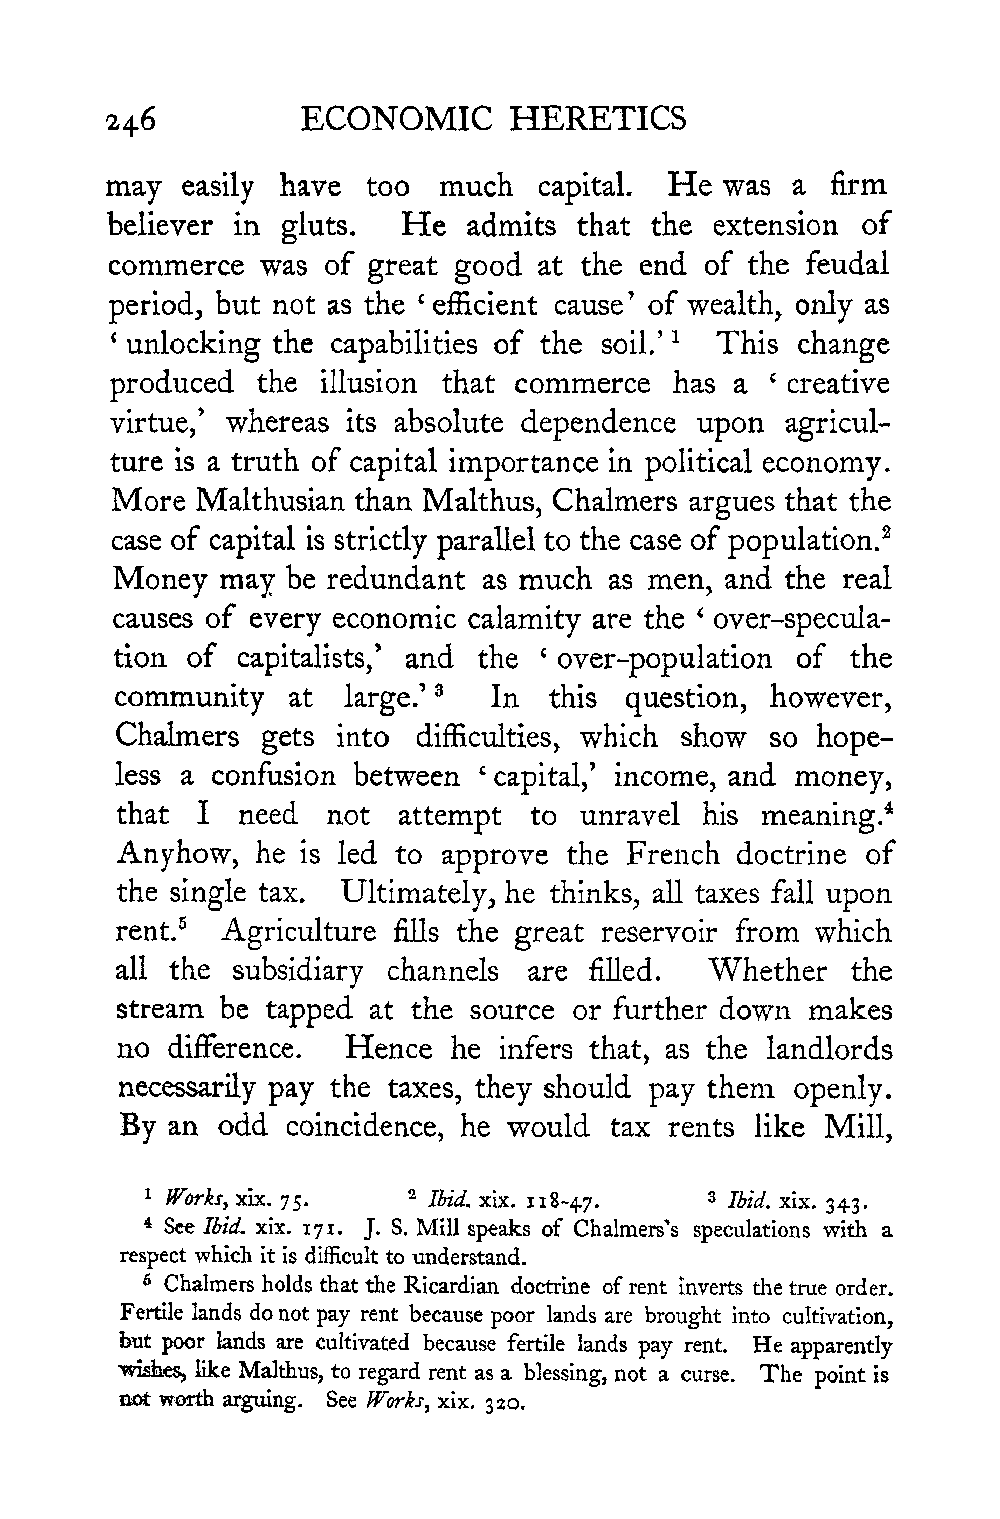 246 ECONOMIC HERETICS
may easily have too much capital. He was a firm
believer in gluts. He admits that the extension of
commerce was of great good at the end of the feudal
period, but not as the ‘efficient cause’ of wealth, only as
‘unlocking the capabilities of the soil.’ ¹ This change
produced the illusion that commerce has a ‘creative
virtue,’ whereas its absolute dependence upon agricul-
ture is a truth of capital importance in political economy.
More Malthusian than Malthus, Chalmers argues that the
case of capital is strictly parallel to the case of population.²
Money may be redundant as much as men, and the real
causes of every economic calamity are the ‘over-specula-
tion of capitalists,’ and the ‘over-population of the
community at large.’ ³ In this question, however,
Chalmers gets into difficulties, which show so hope-
less a confusion between ‘capital,’ income, and money,
that I need not attempt to unravel his meaning.⁴
Anyhow, he is led to approve the French doctrine of
the single tax. Ultimately, he thinks, all taxes fall upon
rent.⁵ Agriculture fills the great reservoir from which
all the subsidiary channels are filled. Whether the
stream be tapped at the source or further down makes
no difference. Hence he infers that, as the landlords
necessarily pay the taxes, they should pay them openly.
By an odd coincidence, he would tax rents like Mill,
¹ Works, xix. 75. ² Ibid. xix. 118-47. ³ Ibid. xix. 343.
⁴ See Ibid. xix. 171. J. S. Mill speaks of Chalmers's speculations with a
respect which it is difficult to understand.
⁵ Chalmers holds that the Ricardian doctrine of rent inverts the true order.
Fertile lands do not pay rent because poor lands are brought into cultivation,
but poor lands are cultivated because fertile lands pay rent. He apparently
wishes, like Malthus, to regard rent as a blessing, not a curse. The point is
not worth arguing. See Works, xix. 320.